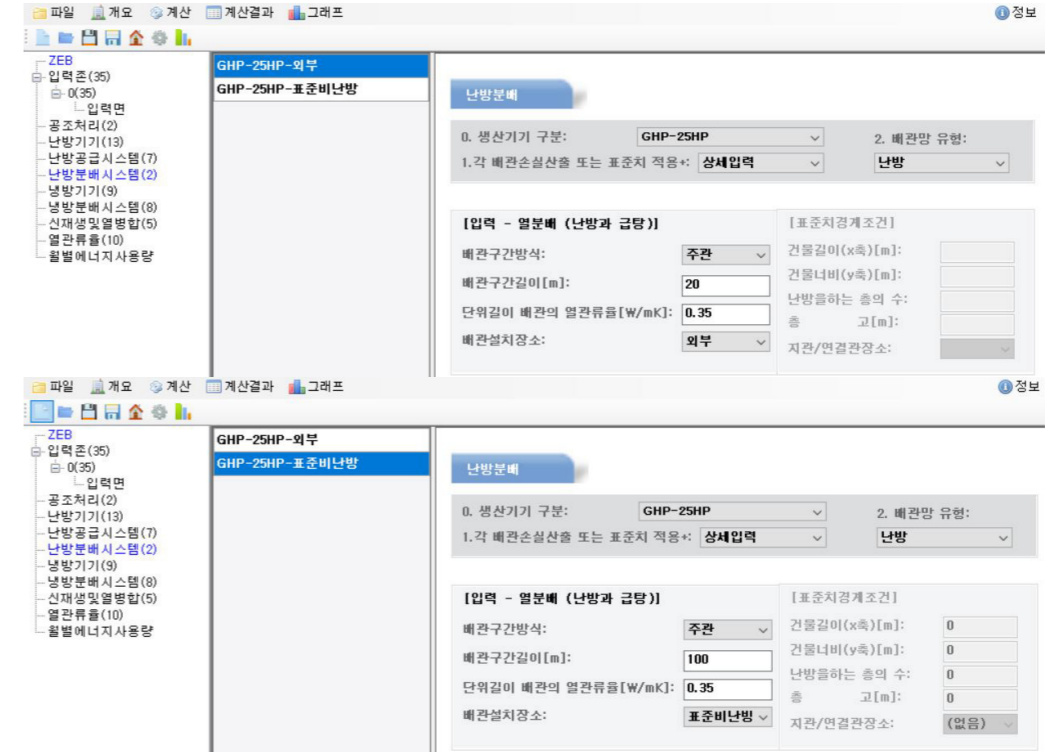 파일 개요 계산 계산결과 그래프 정보
ZEB
입력존(35)
0(35)
입력면
공조처리(2)
난방기기(13)
난방공급시스템(7)
난방분배시스템(2)
냉방기기(9)
냉방분배시스템(8)
신재생및열병합(5)
열관류율(10)
월별에너지사용량
GHP-25HP-외부
GHP-25HP-표준비난방
난방분배
0. 생산기기 구분: GHP-25HP 2. 배관망 유형:
1.각 배관손실산출 또는 표준치 적용+: 상세입력 난방
[입력 - 열분배 (난방과 급탕)] [표준치경계조건]
배관구간방식: 주관 건물길이(x축)[m]:
배관구간길이[m]: 20 건물너비(y축)[m]:
난방을하는 층의 수:
단위길이 배관의 열관류율[W/mK]: 0.35
층 고[m]:
배관설치장소: 외부 지관/연결관장소:
파일 개요 계산 계산결과 그래프 정보
ZEB
입력존(35)
0(35)
입력면
공조처리(2)
난방기기(13)
난방공급시스템(7)
난방분배시스템(2)
냉방기기(9)
냉방분배시스템(8)
신재생및열병합(5)
열관류율(10)
월별에너지사용량
GHP-25HP-외부
GHP-25HP-표준비난방
난방분배
0. 생산기기 구분: GHP-25HP 2. 배관망 유형:
1.각 배관손실산출 또는 표준치 적용+: 상세입력 난방
[입력 - 열분배 (난방과 급탕)] [표준치경계조건]
배관구간방식: 주관 건물길이(x축)[m]: 0
배관구간길이[m]: 100 건물너비(y축)[m]: 0
난방을하는 층의 수: 0
단위길이 배관의 열관류율[W/mK]: 0.35
층 고[m]: 0
배관설치장소: 표준비난방 지관/연결관장소: (없음)